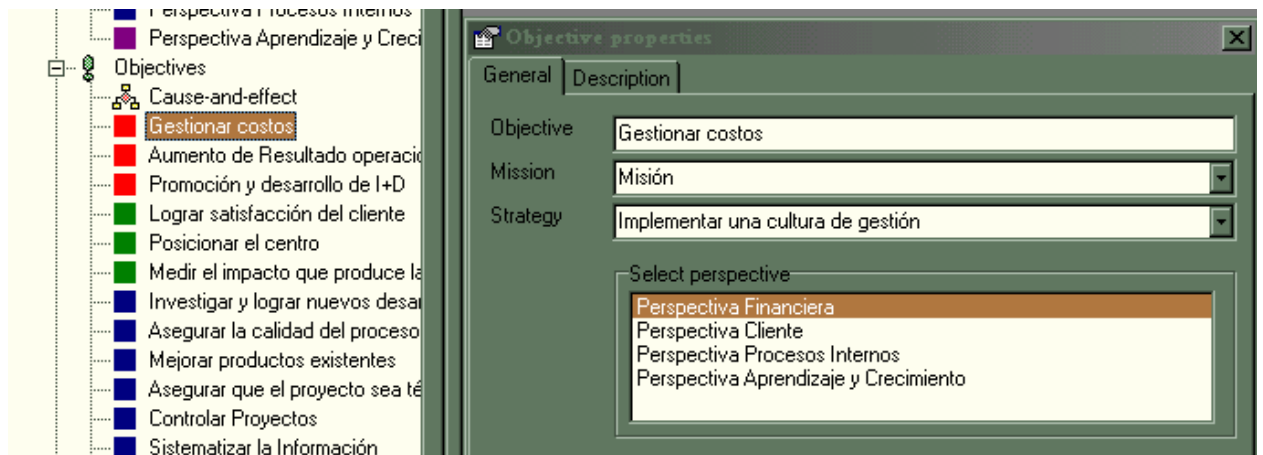 Perspectiva Procesos Internos
Perspectiva Aprendizaje y Creci
Objectives
Cause-and-effect
Gestionar costos
Aumento de Resultado operacio
Promoción y desarrollo de I+D
Lograr satisfacción del cliente
Posicionar el centro
Medir el impacto que produce la
Investigar y lograr nuevos desar
Asegurar la calidad del proceso
Mejorar productos existentes
Asegurar que el proyecto sea té
Controlar Proyectos
Sistematizar la Información
Objective properties
General Description
Objective Gestionar costos
Mission Misión
Strategy Implementar una cultura de gestión
Select perspective
Perspectiva Financiera
Perspectiva Cliente
Perspectiva Procesos Internos
Perspectiva Aprendizaje y Crecimiento